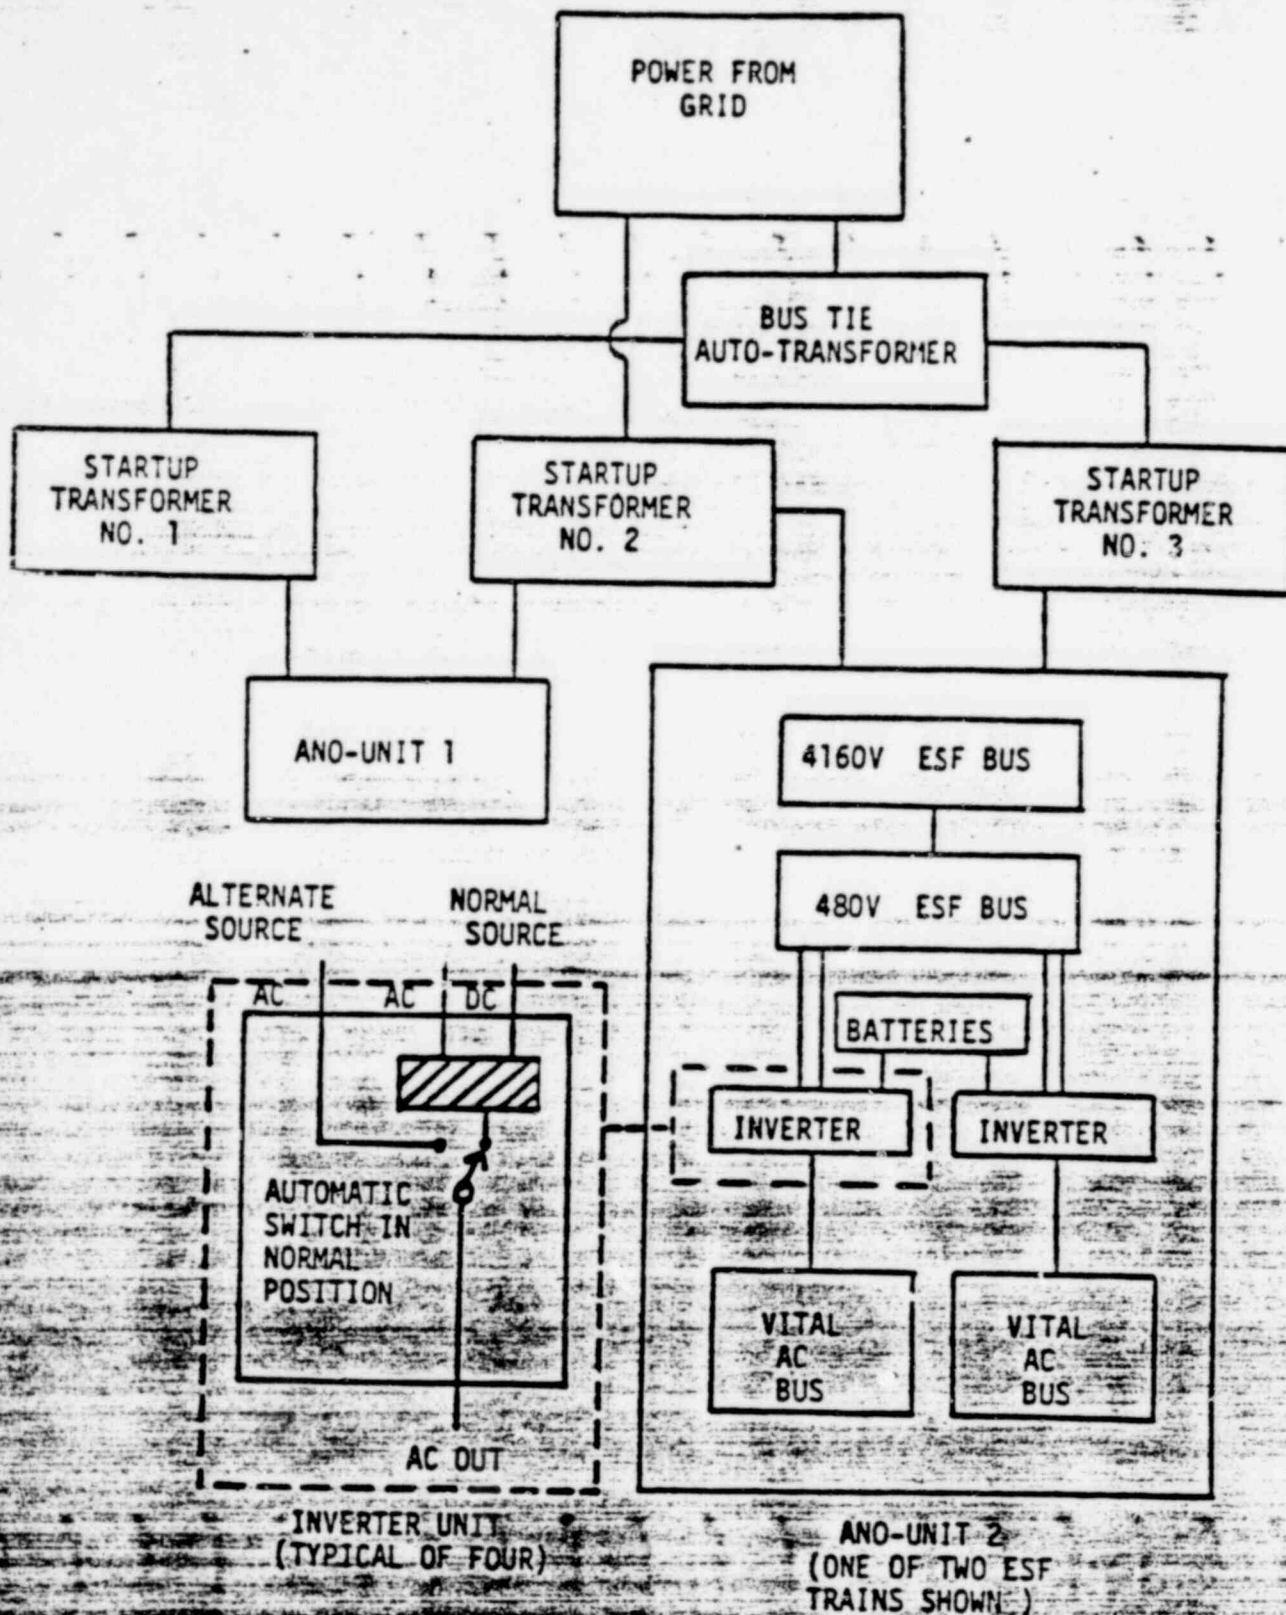 POWER FROM
GRID
BUS TIE
AUTO-TRANSFORMER
STARTUP
TRANSFORMER
NO. 1
STARTUP
TRANSFORMER
NO. 2
STARTUP
TRANSFORMER
NO. 3
ANO-UNIT 1
4160V ESF BUS
480V ESF BUS
BATTERIES
INVERTER
INVERTER
VITAL
AC
BUS
VITAL
AC
BUS
ALTERNATE
SOURCE
NORMAL
SOURCE
AC
AC
DC
AUTOMATIC
SWITCH IN
NORMAL
POSITION
AC OUT
INVERTER UNIT
(TYPICAL OF FOUR)
ANO-UNIT 2
(ONE OF TWO ESF
TRAINS SHOWN )